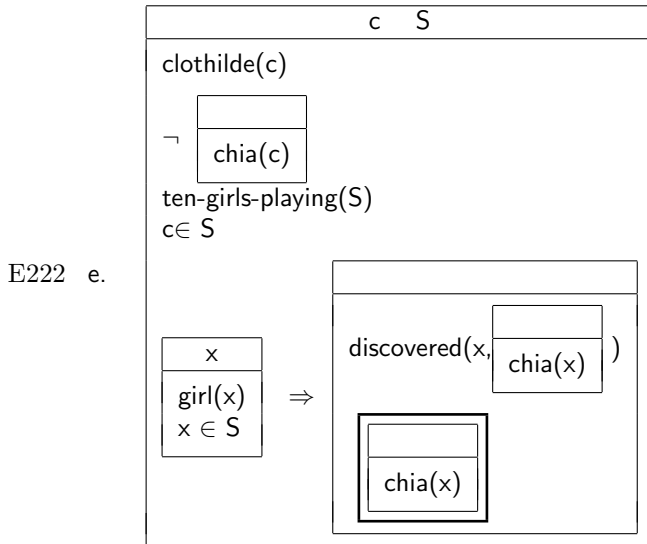 c S
clothilde(c)
¬
chia(c)
ten-girls-playing(S)
c∈ S
E222 e.
x
girl(x)
x ∈ S
⇒
discovered(x, chia(x) )
chia(x)